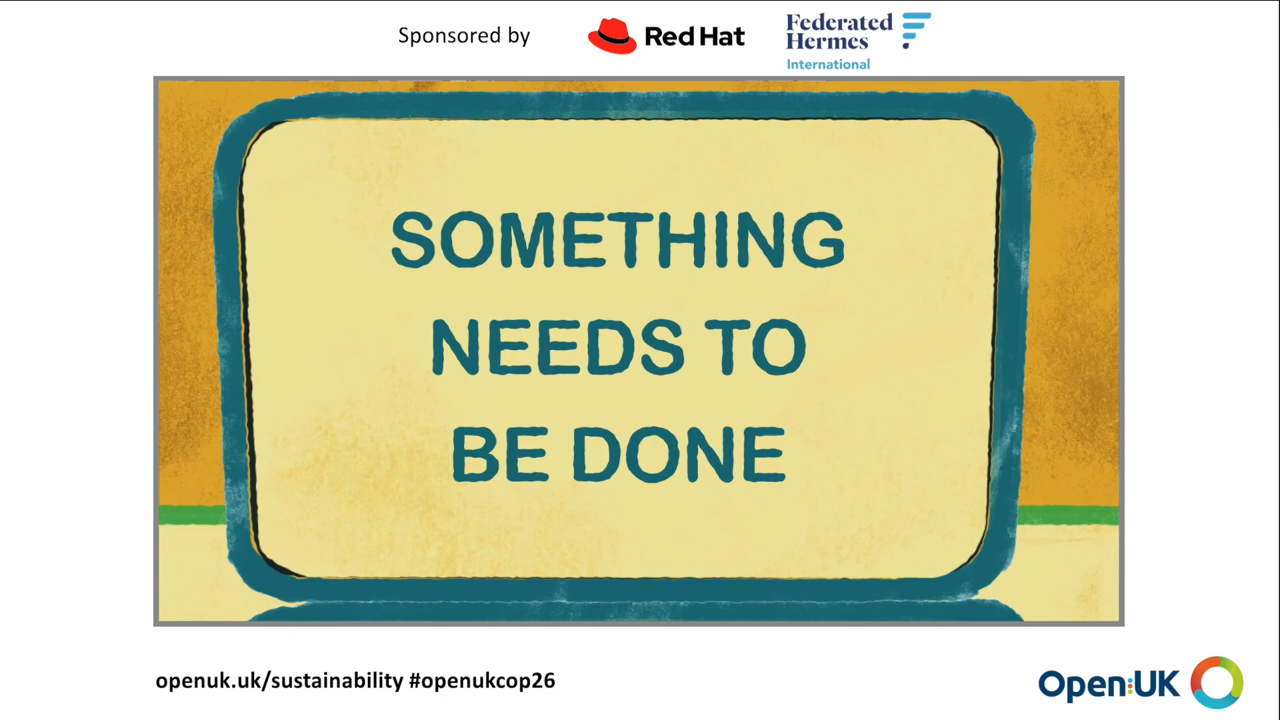 Sponsored by
Red Hat
Federated
Hermes
International
SOMETHING
NEEDS TO
BE DONE
openuk.uk/sustainability #openukcop26
Open:UK